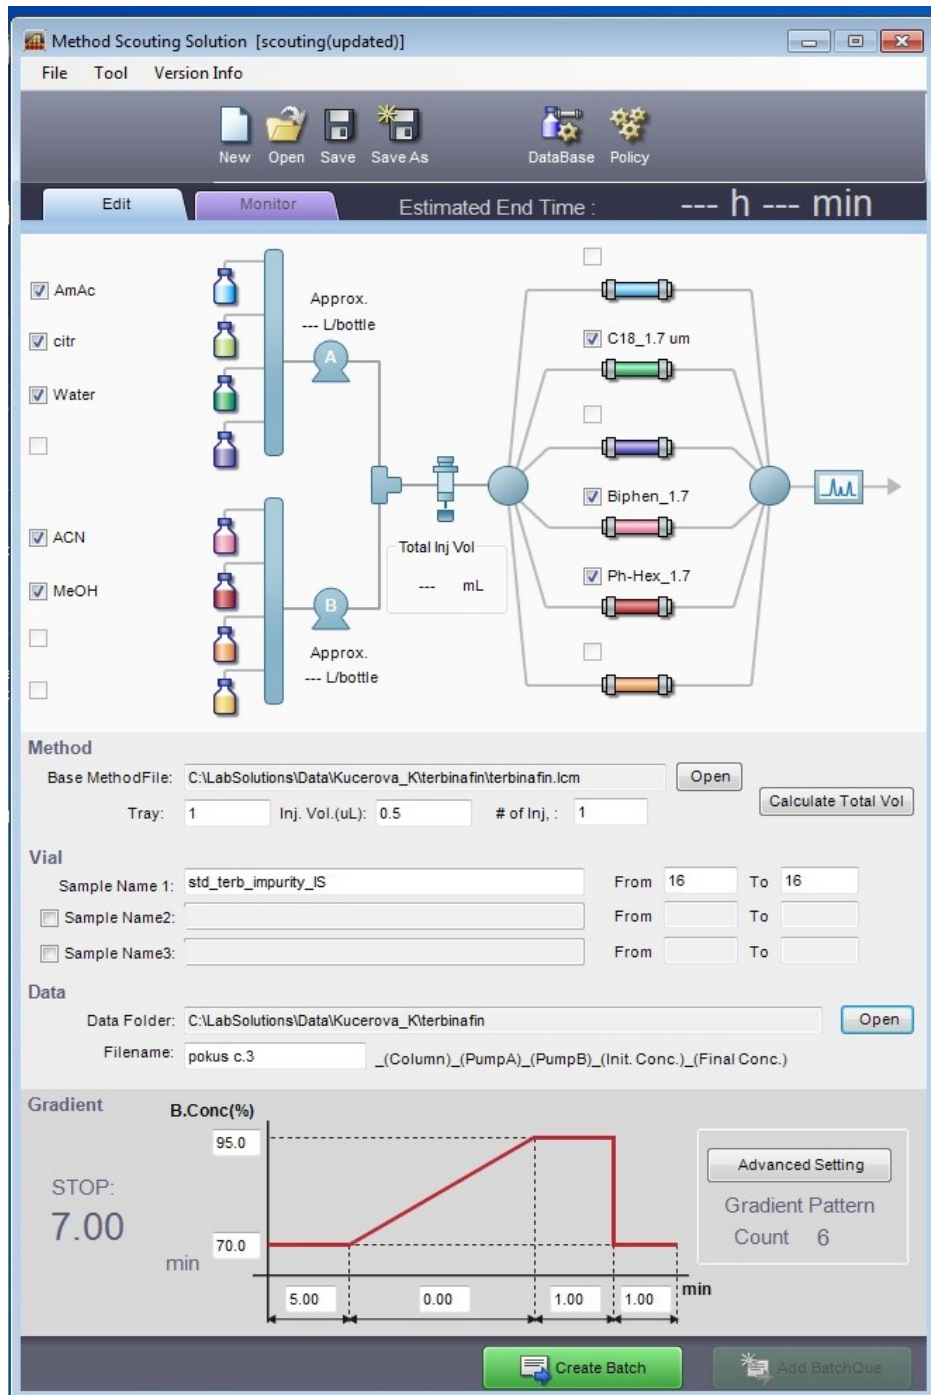 Method Scouting Solution [scouting(updated)]
File Tool Version Info
New Open Save Save As DataBase Policy
Edit Monitor Estimated End Time : --- h --- min
AmAc
Approx.
--- L/bottle
citr
A
C18_1.7 um
Water
ACN
Biphen_1.7
Total Inj Vol
--- mL
MeOH
Ph-Hex_1.7
B
Approx.
--- L/bottle
Method
Base MethodFile: C:\LabSolutions\Data\Kucerova_K\terbinafin\terbinafin.lcm Open
Tray: 1 Inj. Vol.(uL): 0.5 # of Inj, : 1 Calculate Total Vol
Vial
Sample Name 1: std_terb_impurity_IS From 16 To 16
Sample Name2: From To
Sample Name3: From To
Data
Data Folder: C:\LabSolutions\Data\Kucerova_K\terbinafin Open
Filename: pokus c.3 _(Column)_(PumpA)_(PumpB)_(Init. Conc.)_(Final Conc.)
Gradient B.Conc(%)
95.0
Advanced Setting
STOP:
7.00
min
Gradient Pattern
Count 6
70.0
min
5.00 0.00 1.00 1.00
Create Batch Add BatchQue